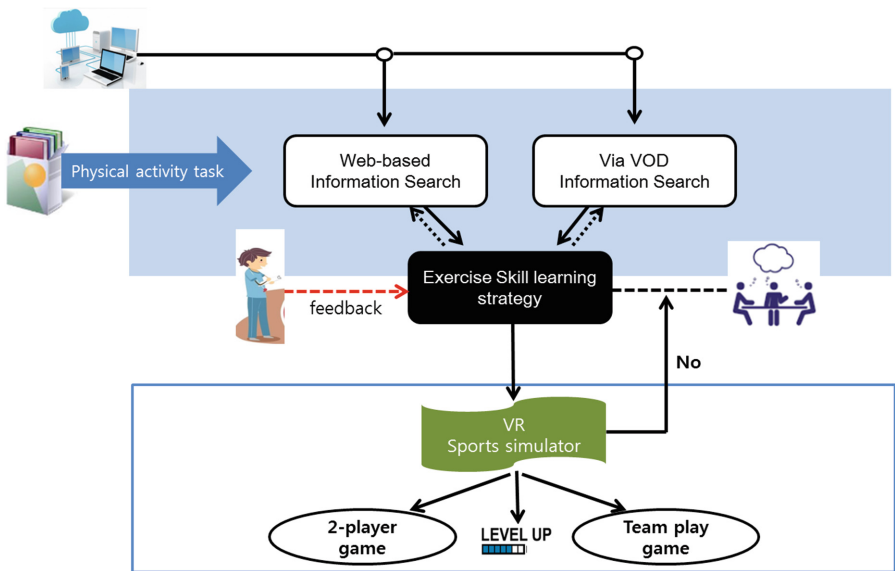 Web-based
Information Search
Via VOD
Information Search
Physical activity task
Exercise Skill learning
strategy
feedback
No
VR
Sports simulator
2-player
game
LEVEL UP
Team play
game